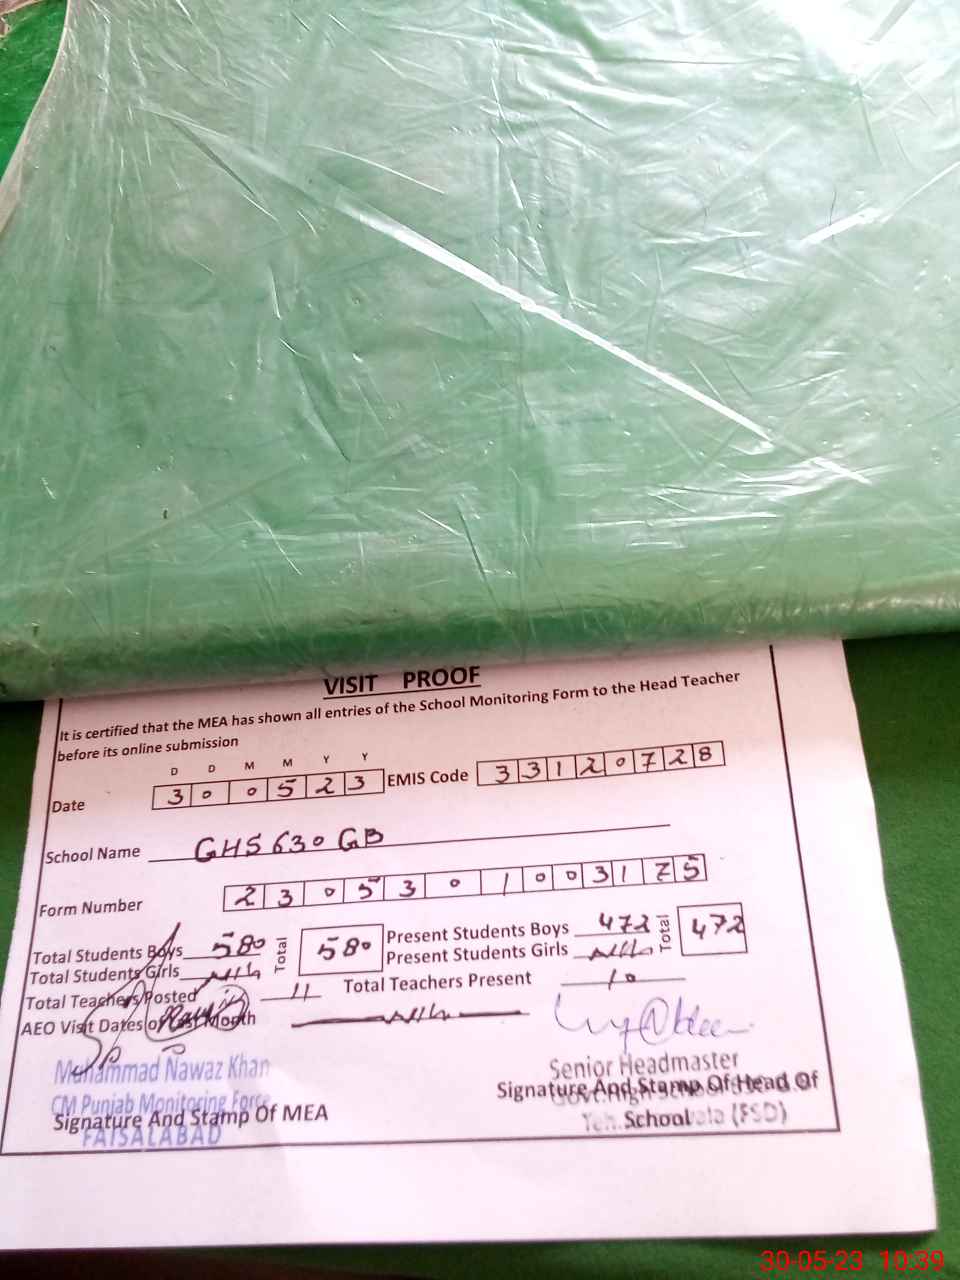 VISIT PROOF
It is certified that the MEA has shown all entries of the School Monitoring Form to the Head Teacher
before its online submission
D D M M Y Y
Date 3 0 0 5 2 3 EMIS Code 3 3 1 2 0 7 2 8
School Name GHS 630 GB
Form Number 2 3 0 5 3 0 1 0 0 3 1 7 5
Total Students Boys 580 Total 580 Present Students Boys 472 Total 472
Total Students Girls Nil Present Students Girls Nil
Total Teachers Posted 11 Total Teachers Present 10
AEO Visit Dates of Last Month Nil
Muhammad Nawaz Khan
CM Punjab Monitoring Force
Signature And Stamp Of MEA
FAISALABAD
Senior Headmaster
Signature And Stamp Of Head Of
Govt. High School
School
(FSD)
30-05-23 10:39